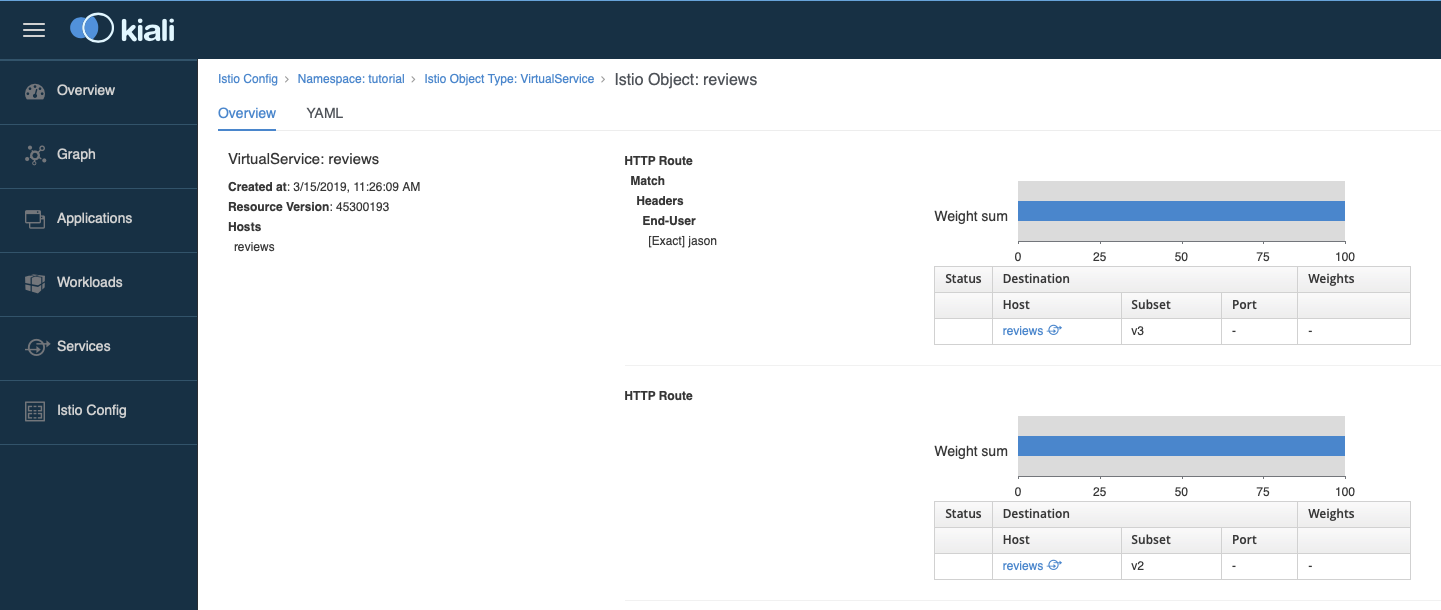 kiali
Overview
Graph
Applications
Workloads
Services
Istio Config
Istio Config › Namespace: tutorial › Istio Object Type: VirtualService › Istio Object: reviews
Overview YAML
VirtualService: reviews
Created at: 3/15/2019, 11:26:09 AM
Resource Version: 45300193
Hosts
reviews
HTTP Route
Match
Headers
End-User
[Exact] jason
Weight sum
0 25 50 75 100
Status Destination Weights
Host Subset Port
reviews v3 - -
HTTP Route
Weight sum
0 25 50 75 100
Status Destination Weights
Host Subset Port
reviews v2 - -